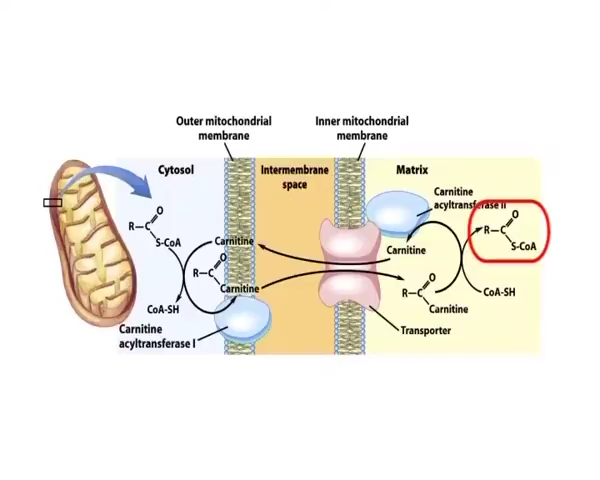 Outer mitochondrial
membrane
Inner mitochondrial
membrane
Cytosol
Intermembrane
space
Matrix
Carnitine
acyltransferase II
R—C
O
S-CoA
R—C
O
S-CoA
Carnitine
Carnitine
R—C
O
Carnitine
R—C
O
Carnitine
CoA-SH
CoA-SH
Carnitine
acyltransferase I
Transporter